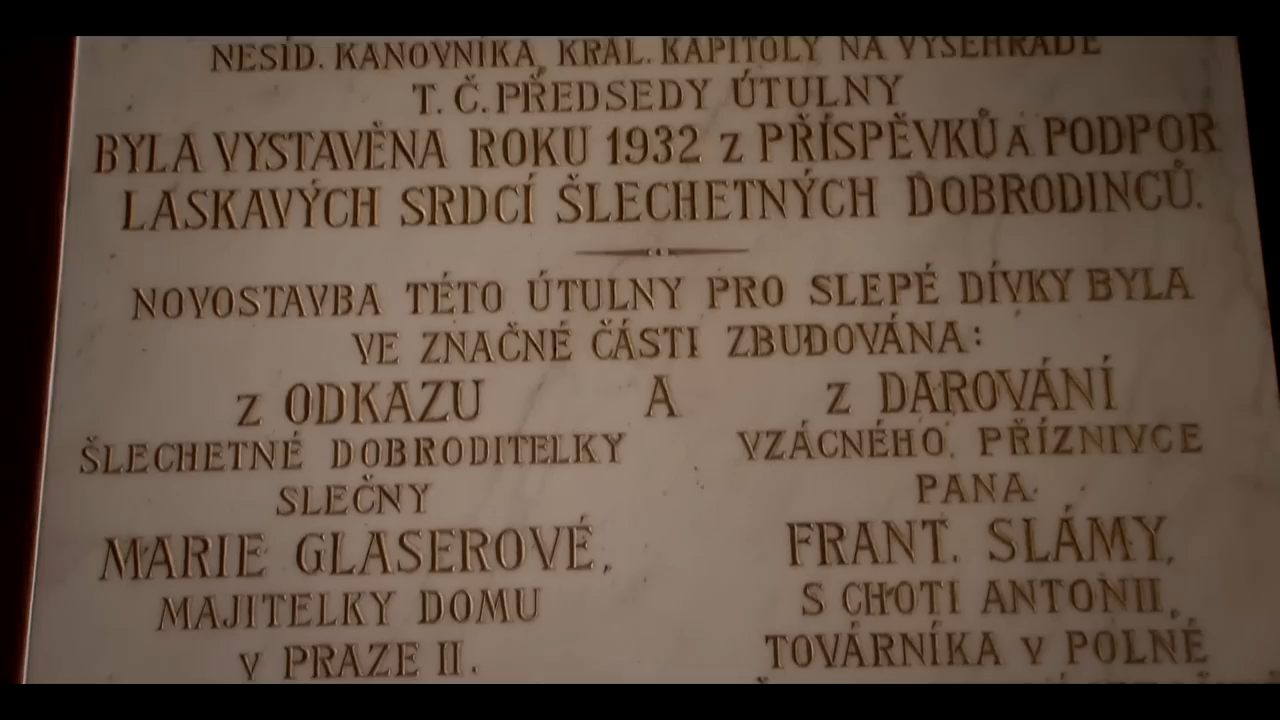 NESÍD. KANOVNÍKA, KRÁL. KAPITOLY NA VYŠEHRADĚ
T. Č. PŘEDSEDY ÚTULNY
BYLA VYSTAVĚNA ROKU 1932 z PŘÍSPĚVKŮ A PODPOR
LASKAVÝCH SRDCÍ ŠLECHETNÝCH DOBRODINCŮ.
NOVOSTAVBA TÉTO ÚTULNY PRO SLEPÉ DÍVKY BYLA
VE ZNAČNÉ ČÁSTI ZBUDOVÁNA:
z ODKAZU A z DAROVÁNÍ
ŠLECHETNÉ DOBRODITELKY
SLEČNY
MARIE GLASEROVÉ,
MAJITELKY DOMU
v PRAZE II.
VZÁCNÉHO PŘÍZNIVCE
PANA
FRANT. SLÁMY,
S CHOTÍ ANTONII,
TOVÁRNÍKA v POLNÉ